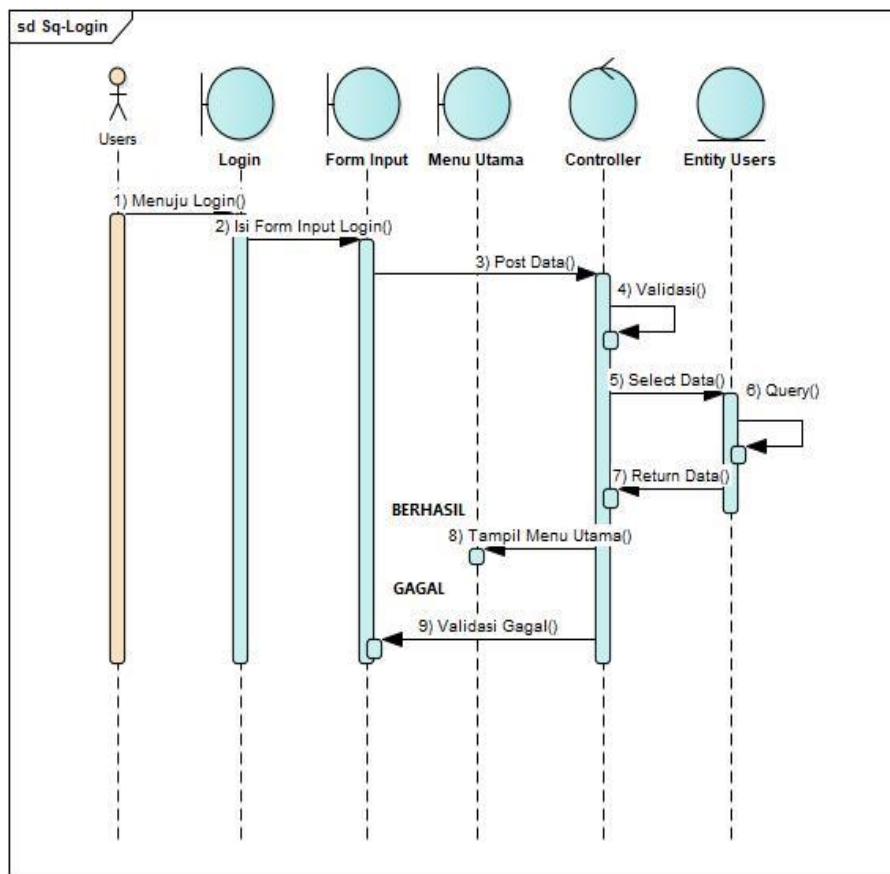 sd Sq-Login
Users
Login
Form Input
Menu Utama
Controller
Entity Users
1) Menuju Login()
2) Isi Form Input Login()
3) Post Data()
4) Validasi()
5) Select Data()
6) Query()
7) Return Data()
BERHASIL
8) Tampil Menu Utama()
GAGAL
9) Validasi Gagal()